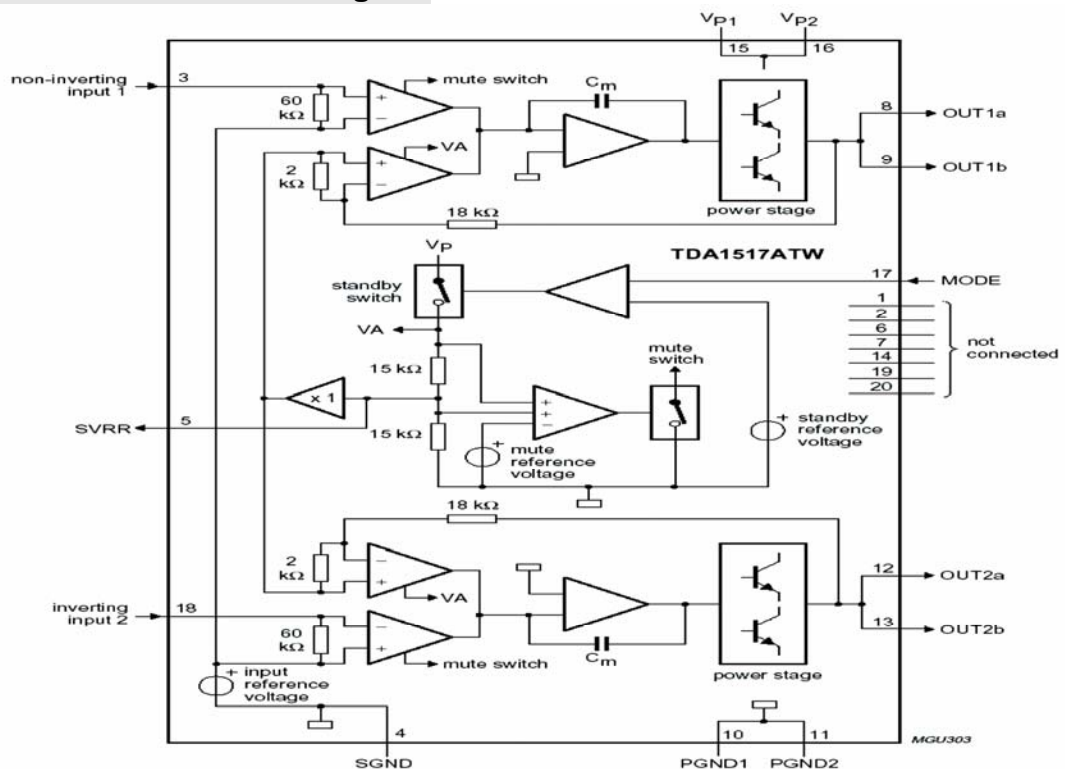 VP1 VP2
15 16
non-inverting
input 1
3
mute switch
Cm
60
kΩ
+
−
8
OUT1a
VA
2
kΩ
+
−
9
OUT1b
18 kΩ
power stage
VP
TDA1517ATW
standby
switch
17
MODE
VA
1
2
6
7
14
19
20
not
connected
mute
switch
15 kΩ
x 1
+
+
−
SVRR
5
15 kΩ
+
mute
reference
voltage
+
standby
reference
voltage
18 kΩ
2
kΩ
−
+
VA
12
OUT2a
inverting
input 2
18
60
kΩ
−
+
mute switch
Cm
13
OUT2b
+
input
reference
voltage
power stage
4
10
11
MGU303
SGND
PGND1
PGND2